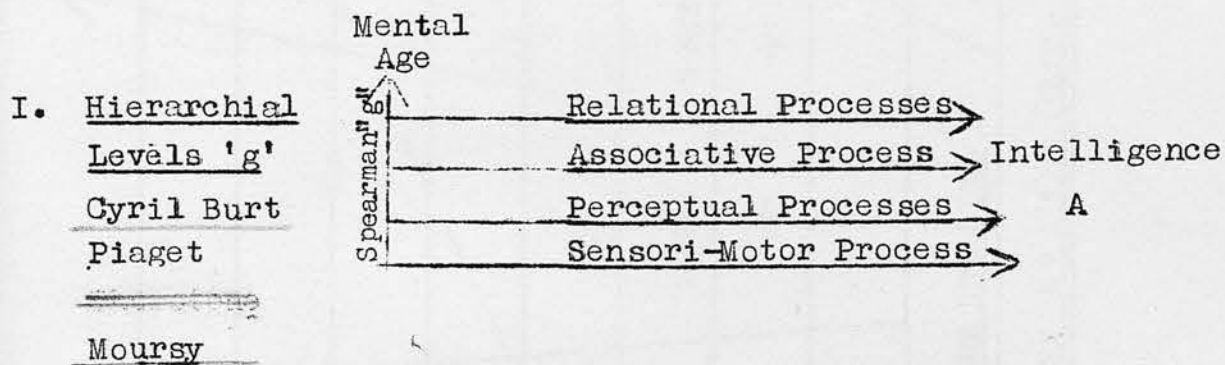 Mental
Age
I. Hierarchial
Levels 'g'
Cyril Burt
Piaget
Moursy
Spearman"g"
Relational Processes
Associative Process
Perceptual Processes
Sensori-Motor Process
Intelligence
A